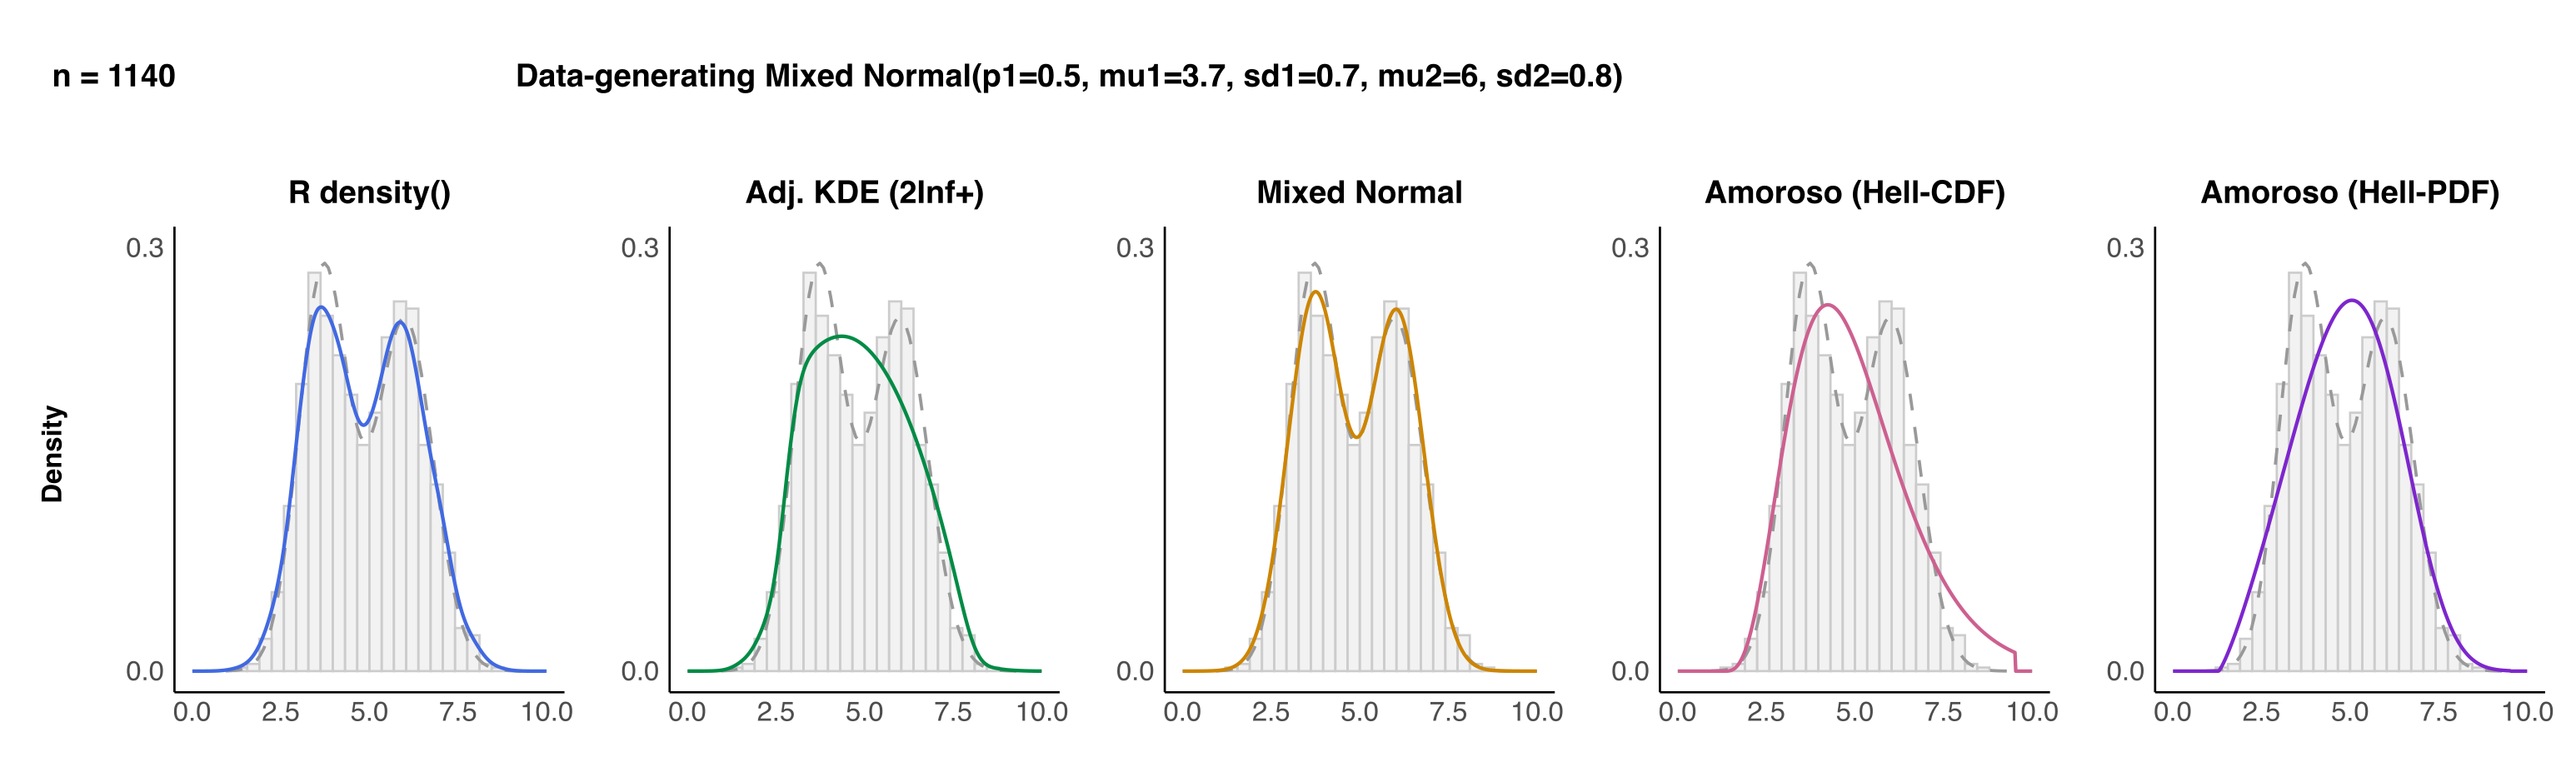 n = 1140
Data-generating Mixed Normal(p1=0.5, mu1=3.7, sd1=0.7, mu2=6, sd2=0.8)
R density()
Adj. KDE (2Inf+)
Mixed Normal
Amoroso (Hell-CDF)
Amoroso (Hell-PDF)
Density
0.3
0.0
0.0 2.5 5.0 7.5 10.0
0.3
0.0
0.0 2.5 5.0 7.5 10.0
0.3
0.0
0.0 2.5 5.0 7.5 10.0
0.3
0.0
0.0 2.5 5.0 7.5 10.0
0.3
0.0
0.0 2.5 5.0 7.5 10.0